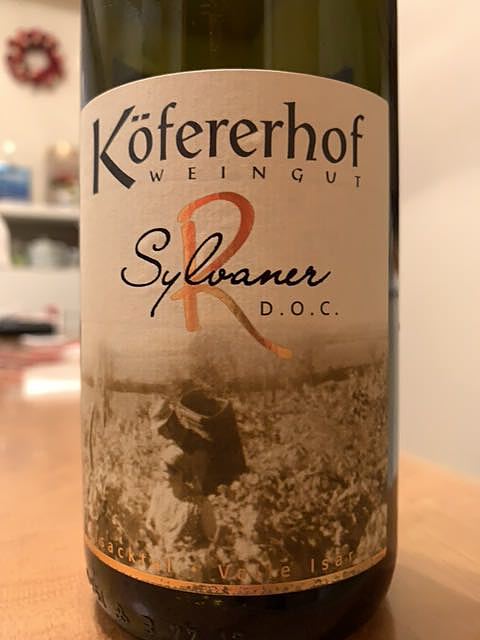 Köfererhof
WEINGUT
R
Sylvaner
D.O.C.